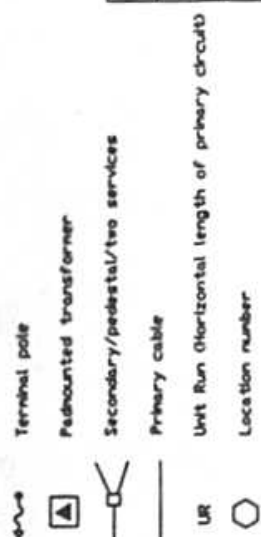 Terminal pole
Padmounted transformer
Secondary/pedestal/two services
Primary cable
UR Unit Run (Horizontal length of primary circuit)
Location number